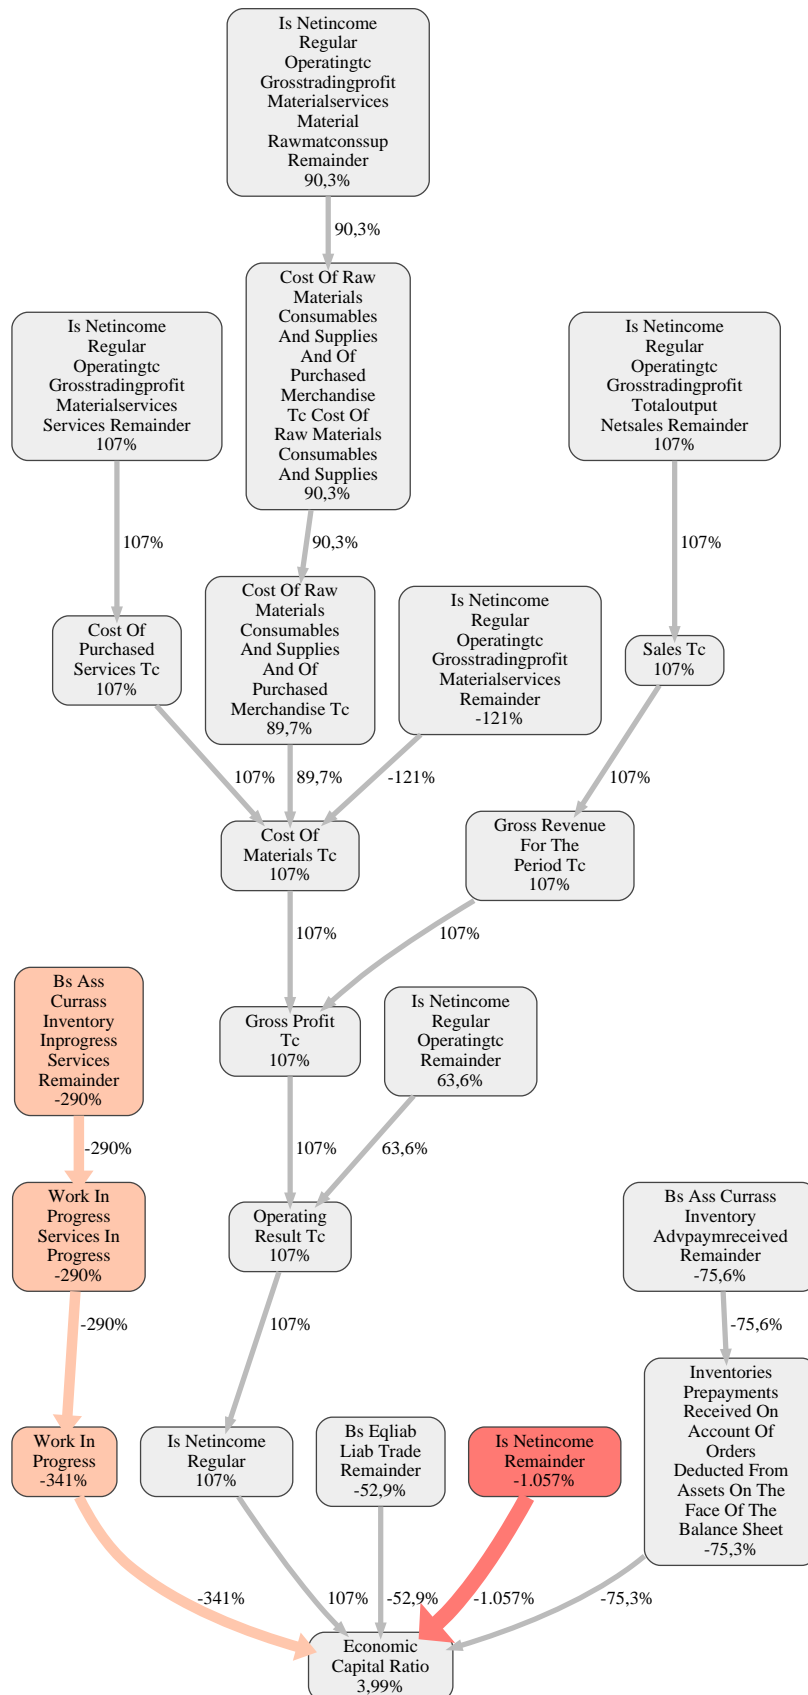 Is Netincome
Regular
Operatingtc
Grosstradingprofit
Materialservices
Material
Rawmatconssup
Remainder
90,3%
90,3%
Is Netincome
Regular
Operatingtc
Grosstradingprofit
Materialservices
Services Remainder
107%
Cost Of Raw
Materials
Consumables
And Supplies
And Of
Purchased
Merchandise
Tc Cost Of
Raw Materials
Consumables
And Supplies
90,3%
Is Netincome
Regular
Operatingtc
Grosstradingprofit
Totaloutput
Netsales Remainder
107%
107%
90,3%
107%
Cost Of
Purchased
Services Tc
107%
Cost Of Raw
Materials
Consumables
And Supplies
And Of
Purchased
Merchandise Tc
89,7%
Is Netincome
Regular
Operatingtc
Grosstradingprofit
Materialservices
Remainder
-121%
Sales Tc
107%
107%
89,7%
-121%
107%
Cost Of
Materials Tc
107%
Gross Revenue
For The
Period Tc
107%
107%
107%
Bs Ass
Currass
Inventory
Inprogress
Services
Remainder
-290%
Gross Profit
Tc
107%
Is Netincome
Regular
Operatingtc
Remainder
63,6%
-290%
107%
63,6%
Work In
Progress
Services In
Progress
-290%
Operating
Result Tc
107%
Bs Ass Currass
Inventory
Advpaymreceived
Remainder
-75,6%
-290%
107%
-75,6%
Work In
Progress
-341%
Is Netincome
Regular
107%
Bs Eqliab
Liab Trade
Remainder
-52,9%
Is Netincome
Remainder
-1.057%
Inventories
Prepayments
Received On
Account Of
Orders
Deducted From
Assets On The
Face Of The
Balance Sheet
-75,3%
-341%
107%
-52,9%
-1.057%
-75,3%
Economic
Capital Ratio
3,99%